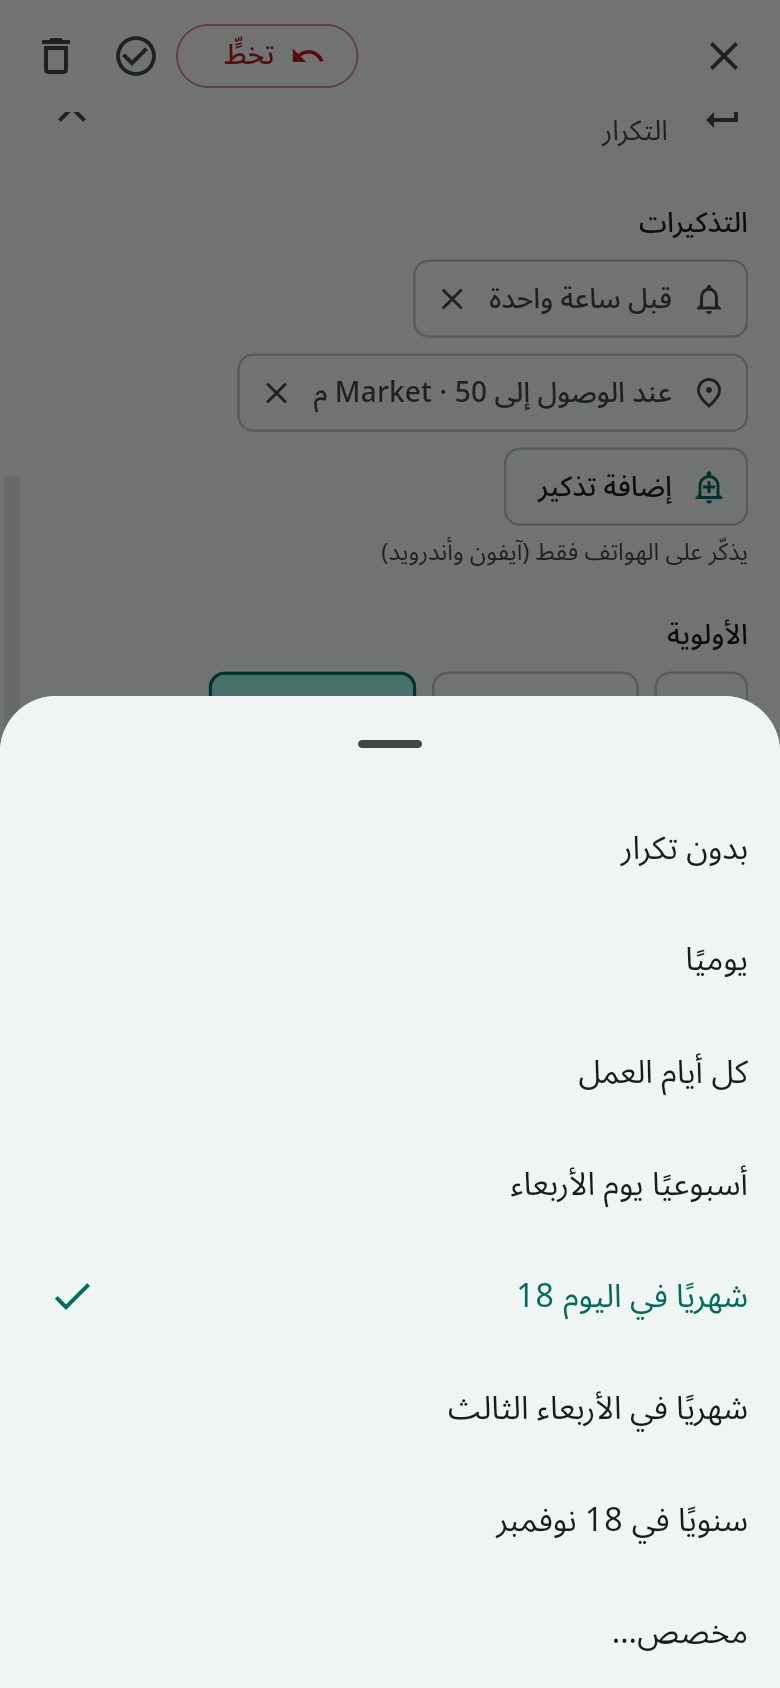 تخطٍّ
التكرار
التذكيرات
قبل ساعة واحدة
عند الوصول إلى Market · 50 م
إضافة تذكير
يذكّر على الهواتف فقط (آيفون وأندرويد)
الأولوية
بدون تكرار
يوميًا
كل أيام العمل
أسبوعيًا يوم الأربعاء
شهريًا في اليوم 18
شهريًا في الأربعاء الثالث
سنويًا في 18 نوفمبر
مخصص...